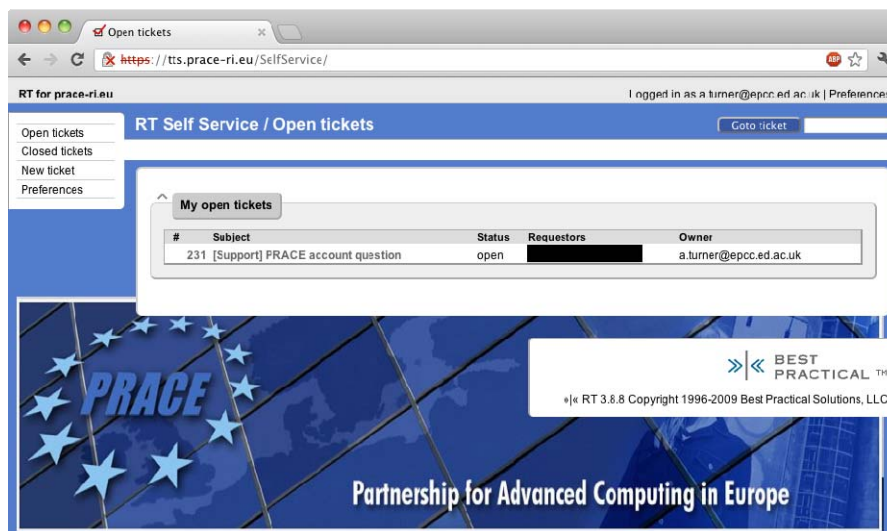 Open tickets
https://tts.prace-ri.eu/SelfService/
ABP
RT for prace-ri.eu
Logged in as a.turner@epcc.ed.ac.uk | Preferences
Open tickets
Closed tickets
New ticket
Preferences
RT Self Service / Open tickets
Goto ticket
My open tickets
# Subject Status Requestors Owner
231 [Support] PRACE account question open a.turner@epcc.ed.ac.uk
PRACE
»|« BEST PRACTICAL ™
»|« RT 3.8.8 Copyright 1996-2009 Best Practical Solutions, LLC
Partnership for Advanced Computing in Europe